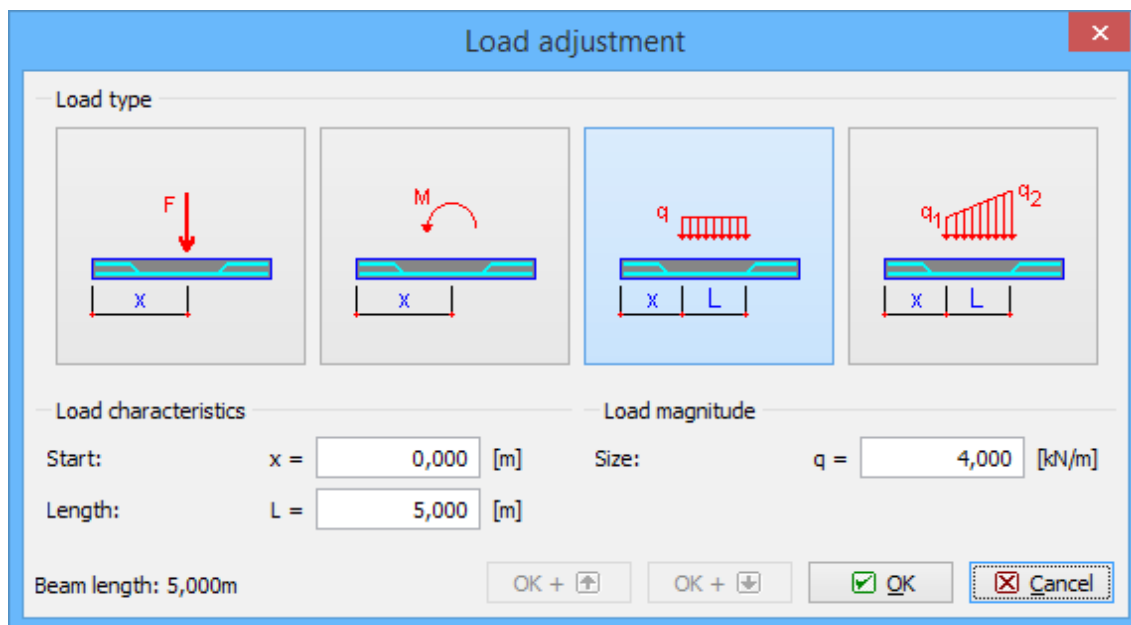 Load adjustment
Load type
F
x
M
x
q
x L
q1 q2
x L
Load characteristics
Start: x = 0,000 [m]
Length: L = 5,000 [m]
Load magnitude
Size: q = 4,000 [kN/m]
Beam length: 5,000m
OK +
OK +
OK
Cancel